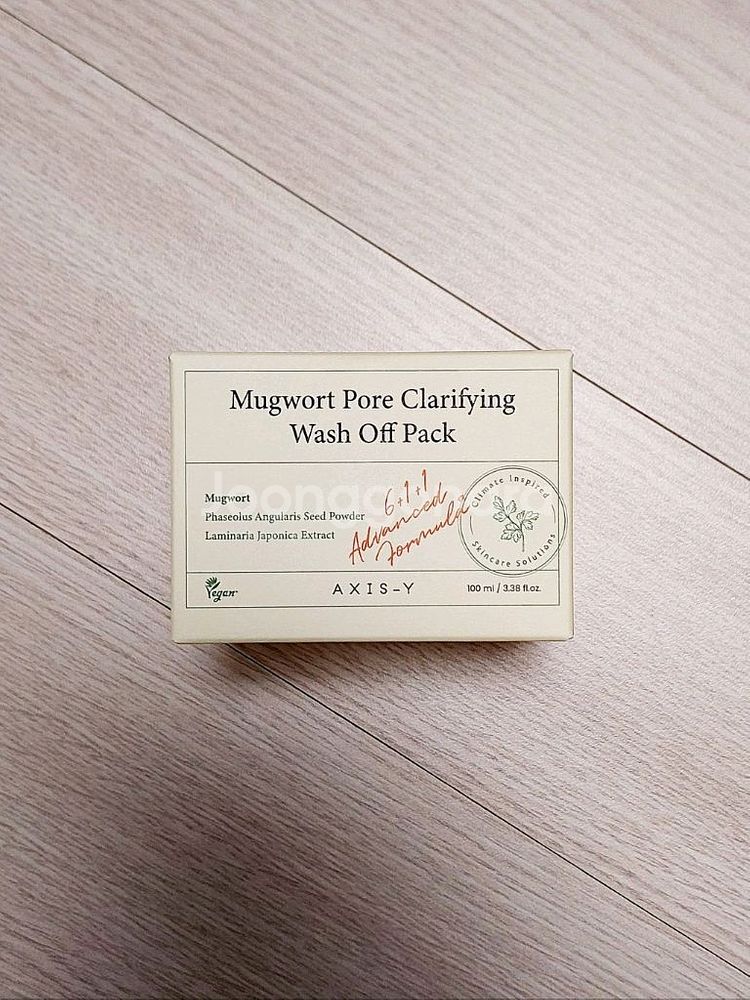 Mugwort Pore Clarifying
Wash Off Pack
Mugwort
Phaseolus Angularis Seed Powder
Laminaria Japonica Extract
6+1+1
Advanced
Formula
Climate Inspired
Skincare Solutions
Vegan
AXIS-Y
100 ml / 3.38 fl.oz.